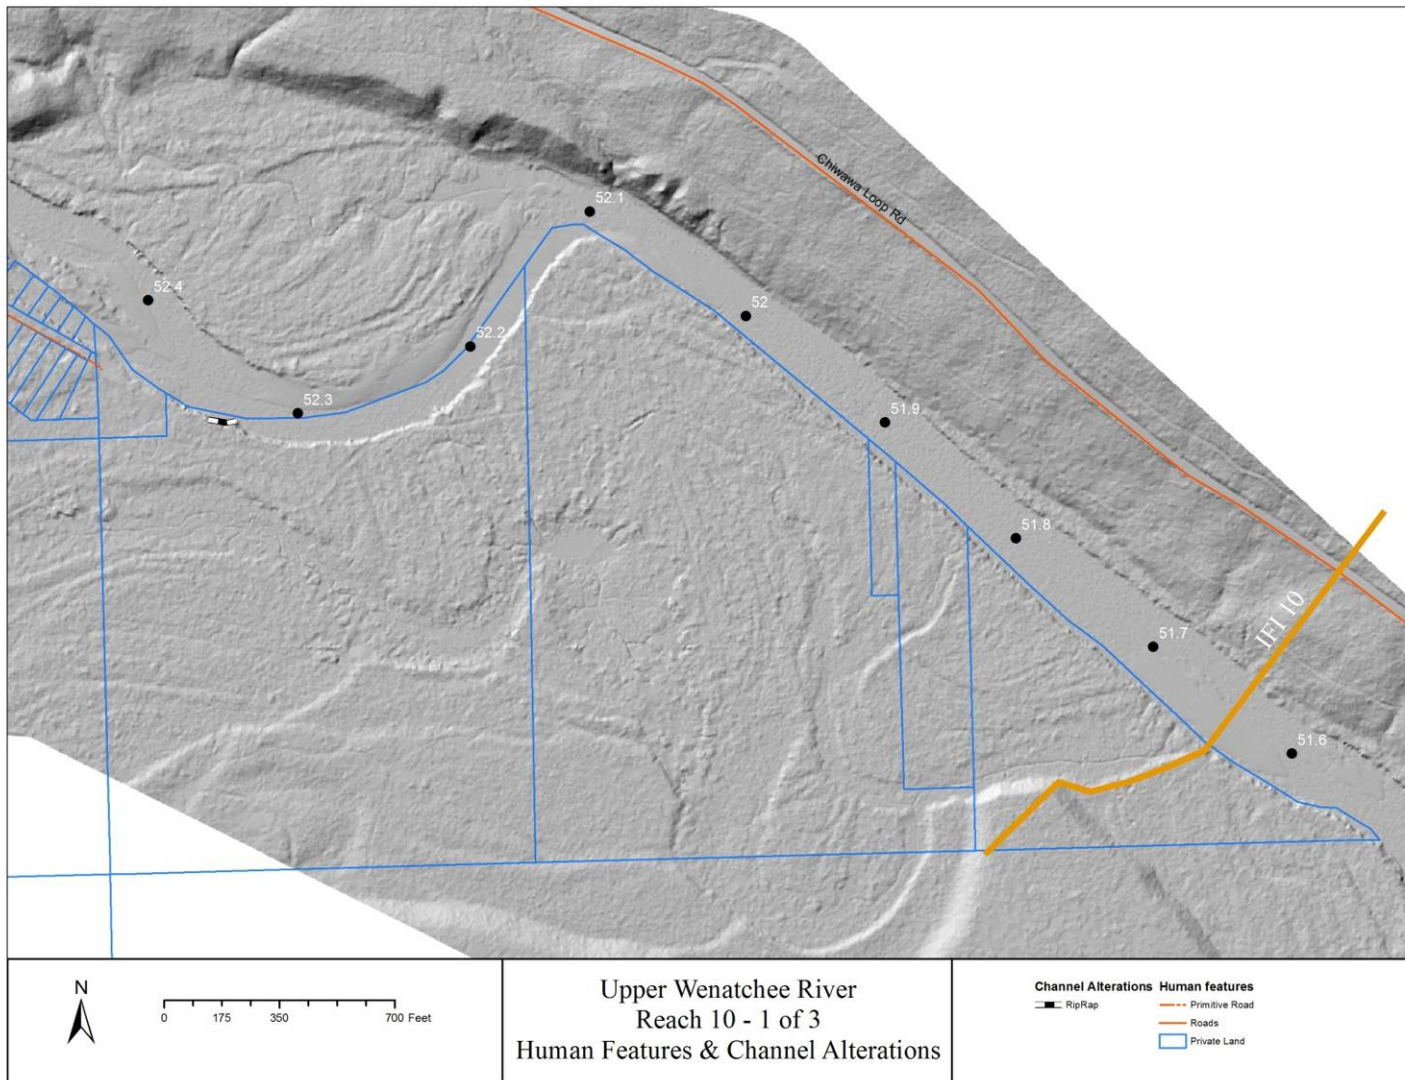 Chiwawa Loop Rd
52.1
52.4
52
52.2
52.3
51.9
51.8
IFI 10
51.7
51.6
N
0 175 350 700 Feet
Upper Wenatchee River
Reach 10 - 1 of 3
Human Features & Channel Alterations
Channel Alterations
RipRap
Human features
Primitive Road
Roads
Private Land